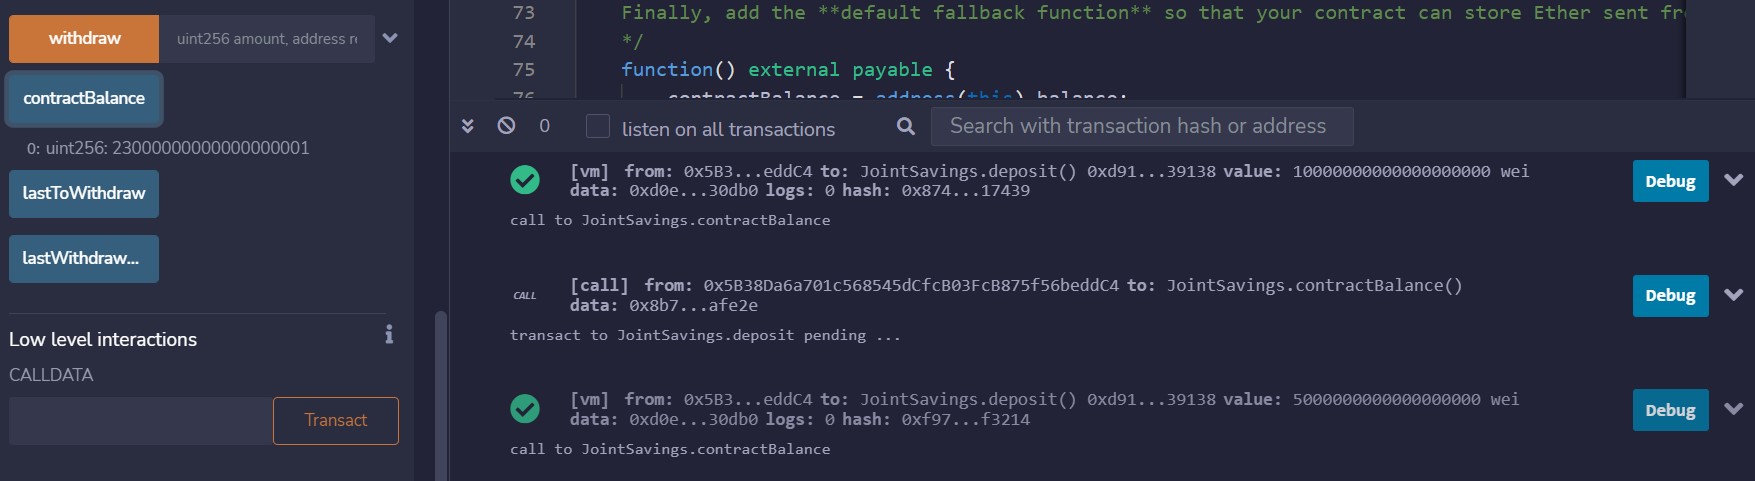 withdraw
uint256 amount, address re
contractBalance
0: uint256: 23000000000000000001
lastToWithdraw
lastWithdraw...
Low level interactions
i
CALLDATA
Transact
73 Finally, add the **default fallback function** so that your contract can store Ether sent fr
74 */
75 function() external payable {
76 contractBalance = address(this).balance;
0
listen on all transactions
Search with transaction hash or address
[vm] from: 0x5B3...eddC4 to: JointSavings.deposit() 0xd91...39138 value: 10000000000000000000 wei
data: 0xd0e...30db0 logs: 0 hash: 0x874...17439
Debug
call to JointSavings.contractBalance
CALL
[call] from: 0x5B38Da6a701c568545dCfcB03FcB875f56beddC4 to: JointSavings.contractBalance()
data: 0x8b7...afe2e
Debug
transact to JointSavings.deposit pending ...
[vm] from: 0x5B3...eddC4 to: JointSavings.deposit() 0xd91...39138 value: 5000000000000000000 wei
data: 0xd0e...30db0 logs: 0 hash: 0xf97...f3214
Debug
call to JointSavings.contractBalance